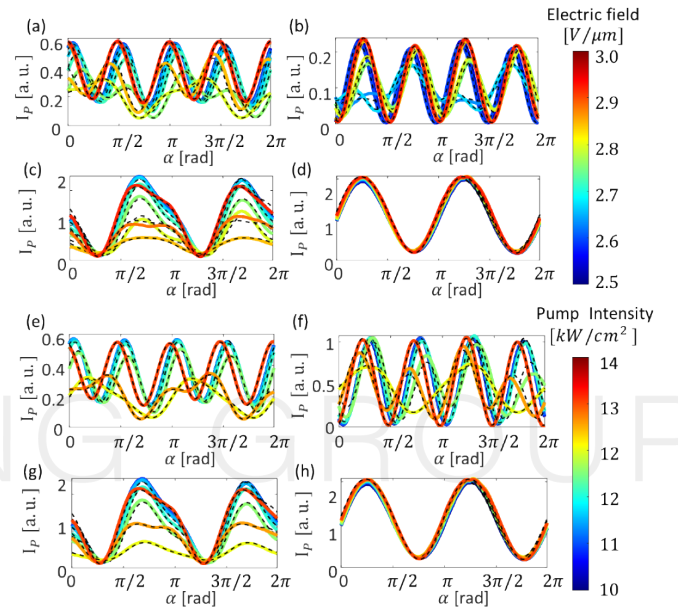 (a)
0.6
0.4
0.2
0
I_P [a. u.]
0 π/2 π 3π/2 2π
α [rad]
(b)
0.2
0.1
0
I_P [a. u.]
0 π/2 π 3π/2 2π
α [rad]
Electric field
[V/μm]
3.0
2.9
2.8
2.7
2.6
2.5
(c)
2
1
0
I_P [a. u.]
0 π/2 π 3π/2 2π
α [rad]
(d)
2
1
0
I_P [a. u.]
0 π/2 π 3π/2 2π
α [rad]
(e)
0.6
0.4
0.2
0
I_P [a. u.]
0 π/2 π 3π/2 2π
α [rad]
(f)
1
0.5
0
I_P [a. u.]
0 π/2 π 3π/2 2π
α [rad]
Pump Intensity
[kW/cm²]
14
13
12
12
11
10
(g)
2
1
0
I_P [a. u.]
0 π/2 π 3π/2 2π
α [rad]
(h)
2
1
0
I_P [a. u.]
0 π/2 π 3π/2 2π
α [rad]
NG GROUP